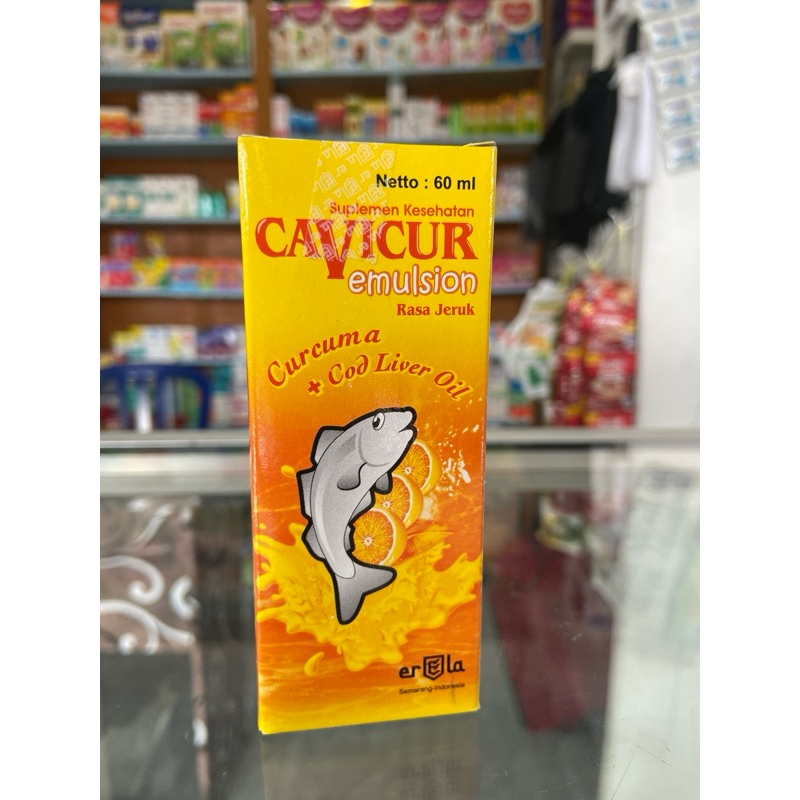 Netto : 60 ml
Suplemen Kesehatan
CAVICUR
emulsion
Rasa Jeruk
Curcuma
+ Cod Liver Oil
erela
Semarang-Indonesia